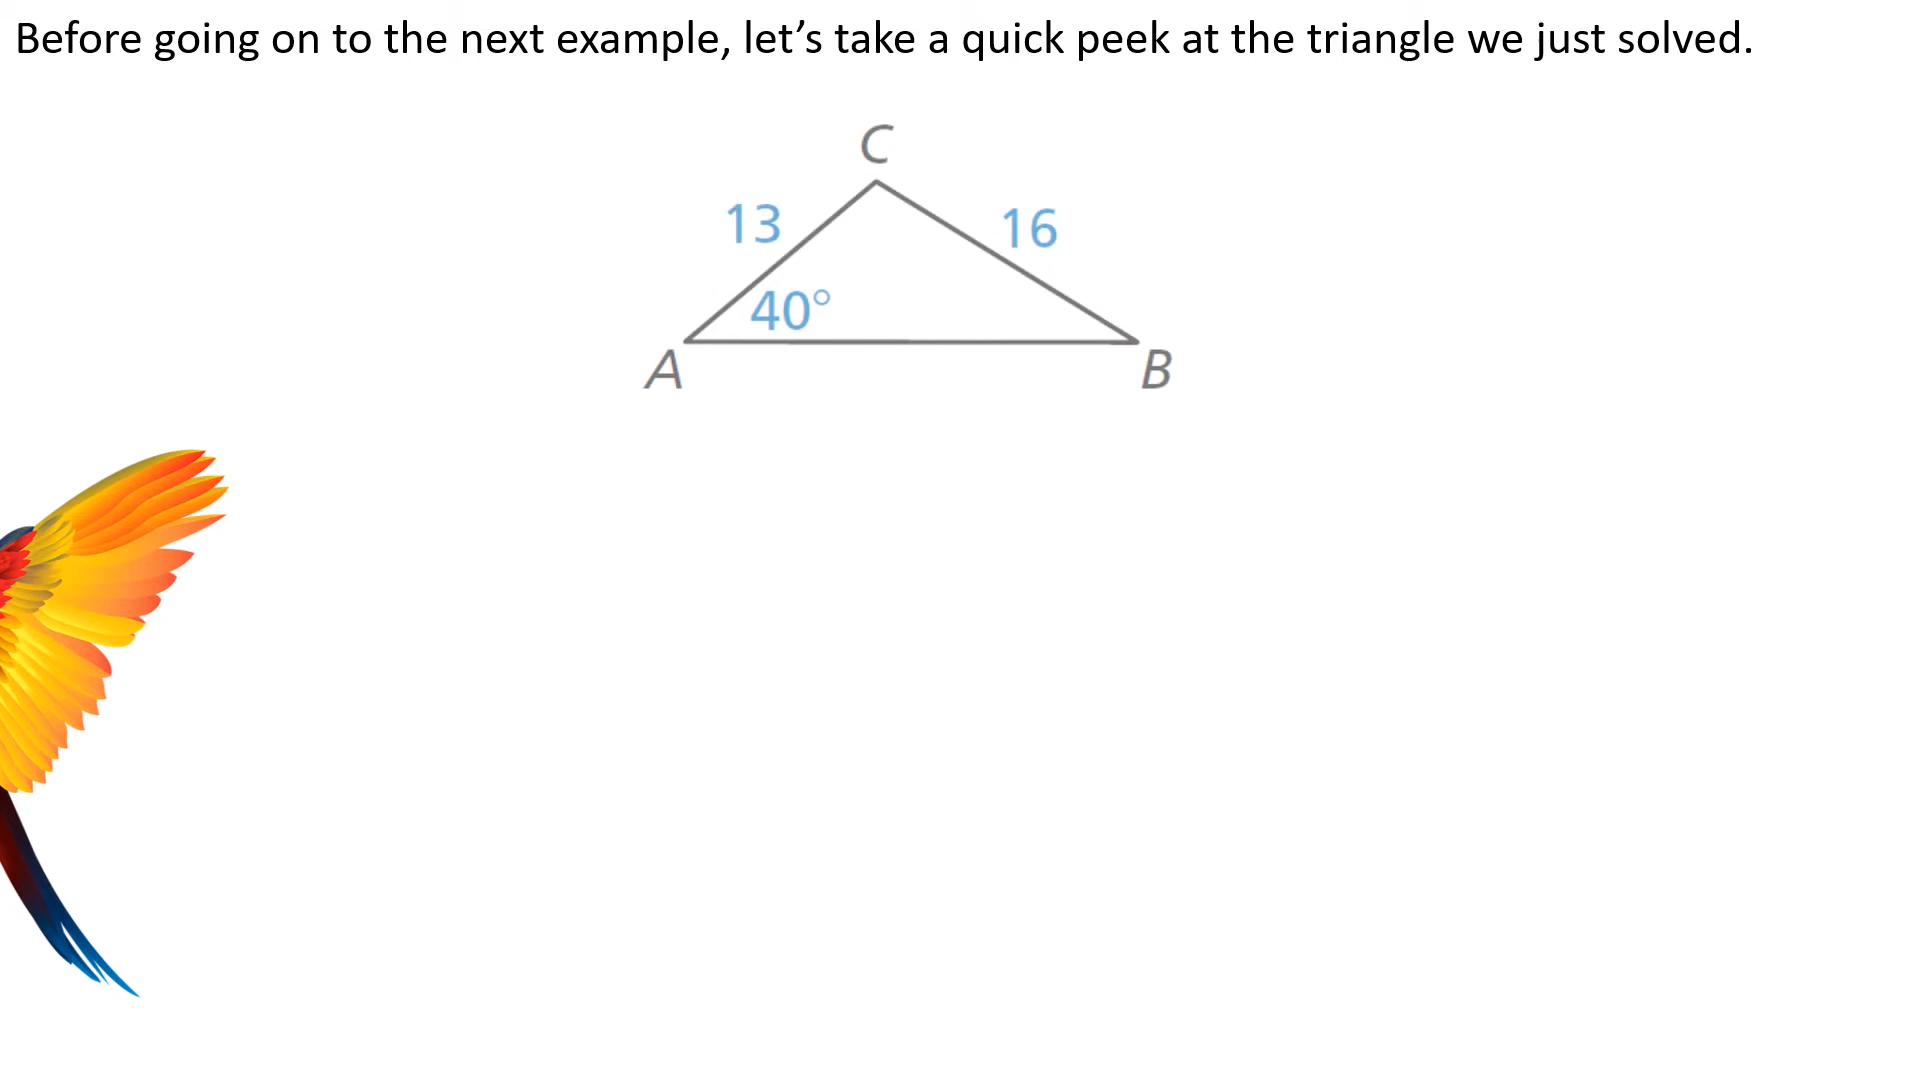 Before going on to the next example, let’s take a quick peek at the triangle we just solved.
C
13
16
40°
A
B